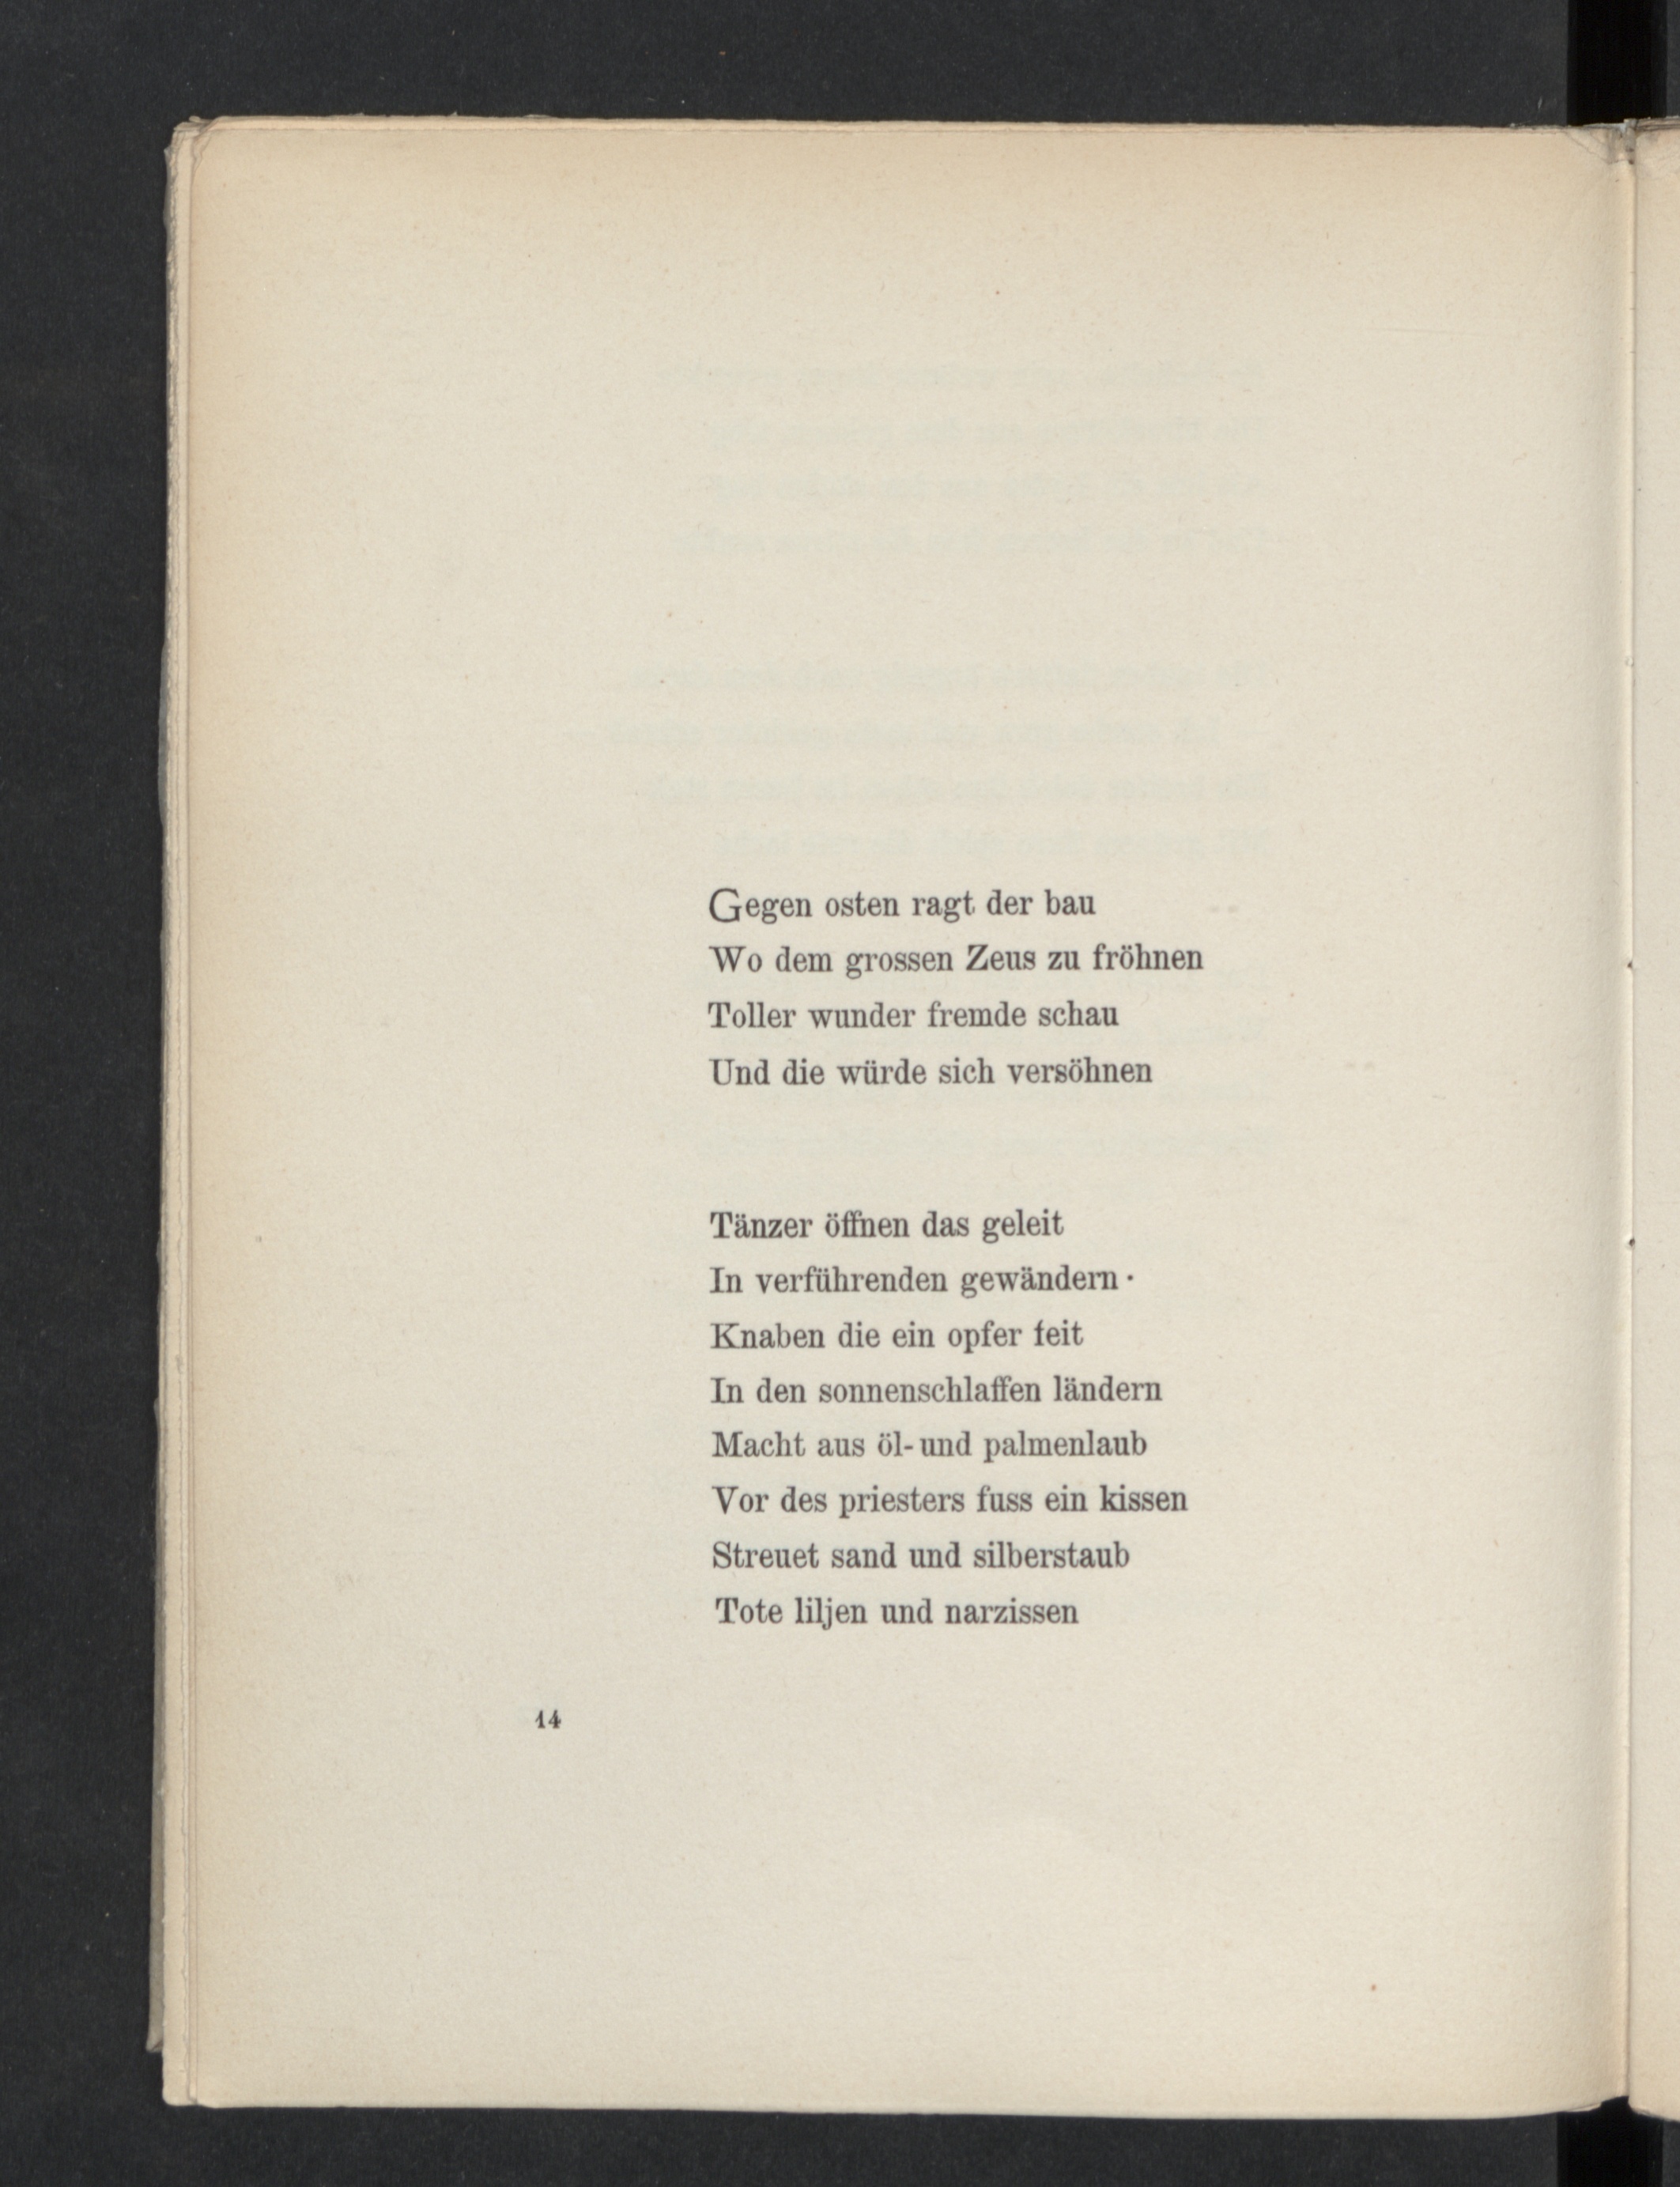 Gegen osten ragt der bau
Wo dem grossen Zeus zu fröhnen
Toller wunder fremde schau
Und die würde sich versöhnen
Tänzer öffnen das geleit
In verführenden gewändern ·
Knaben die ein opfer feit
In den sonnenschlaffen ländern
Macht aus öl- und palmenlaub
Vor des priesters fuss ein kissen
Streuet sand und silberstaub
Tote liljen und narzissen
14